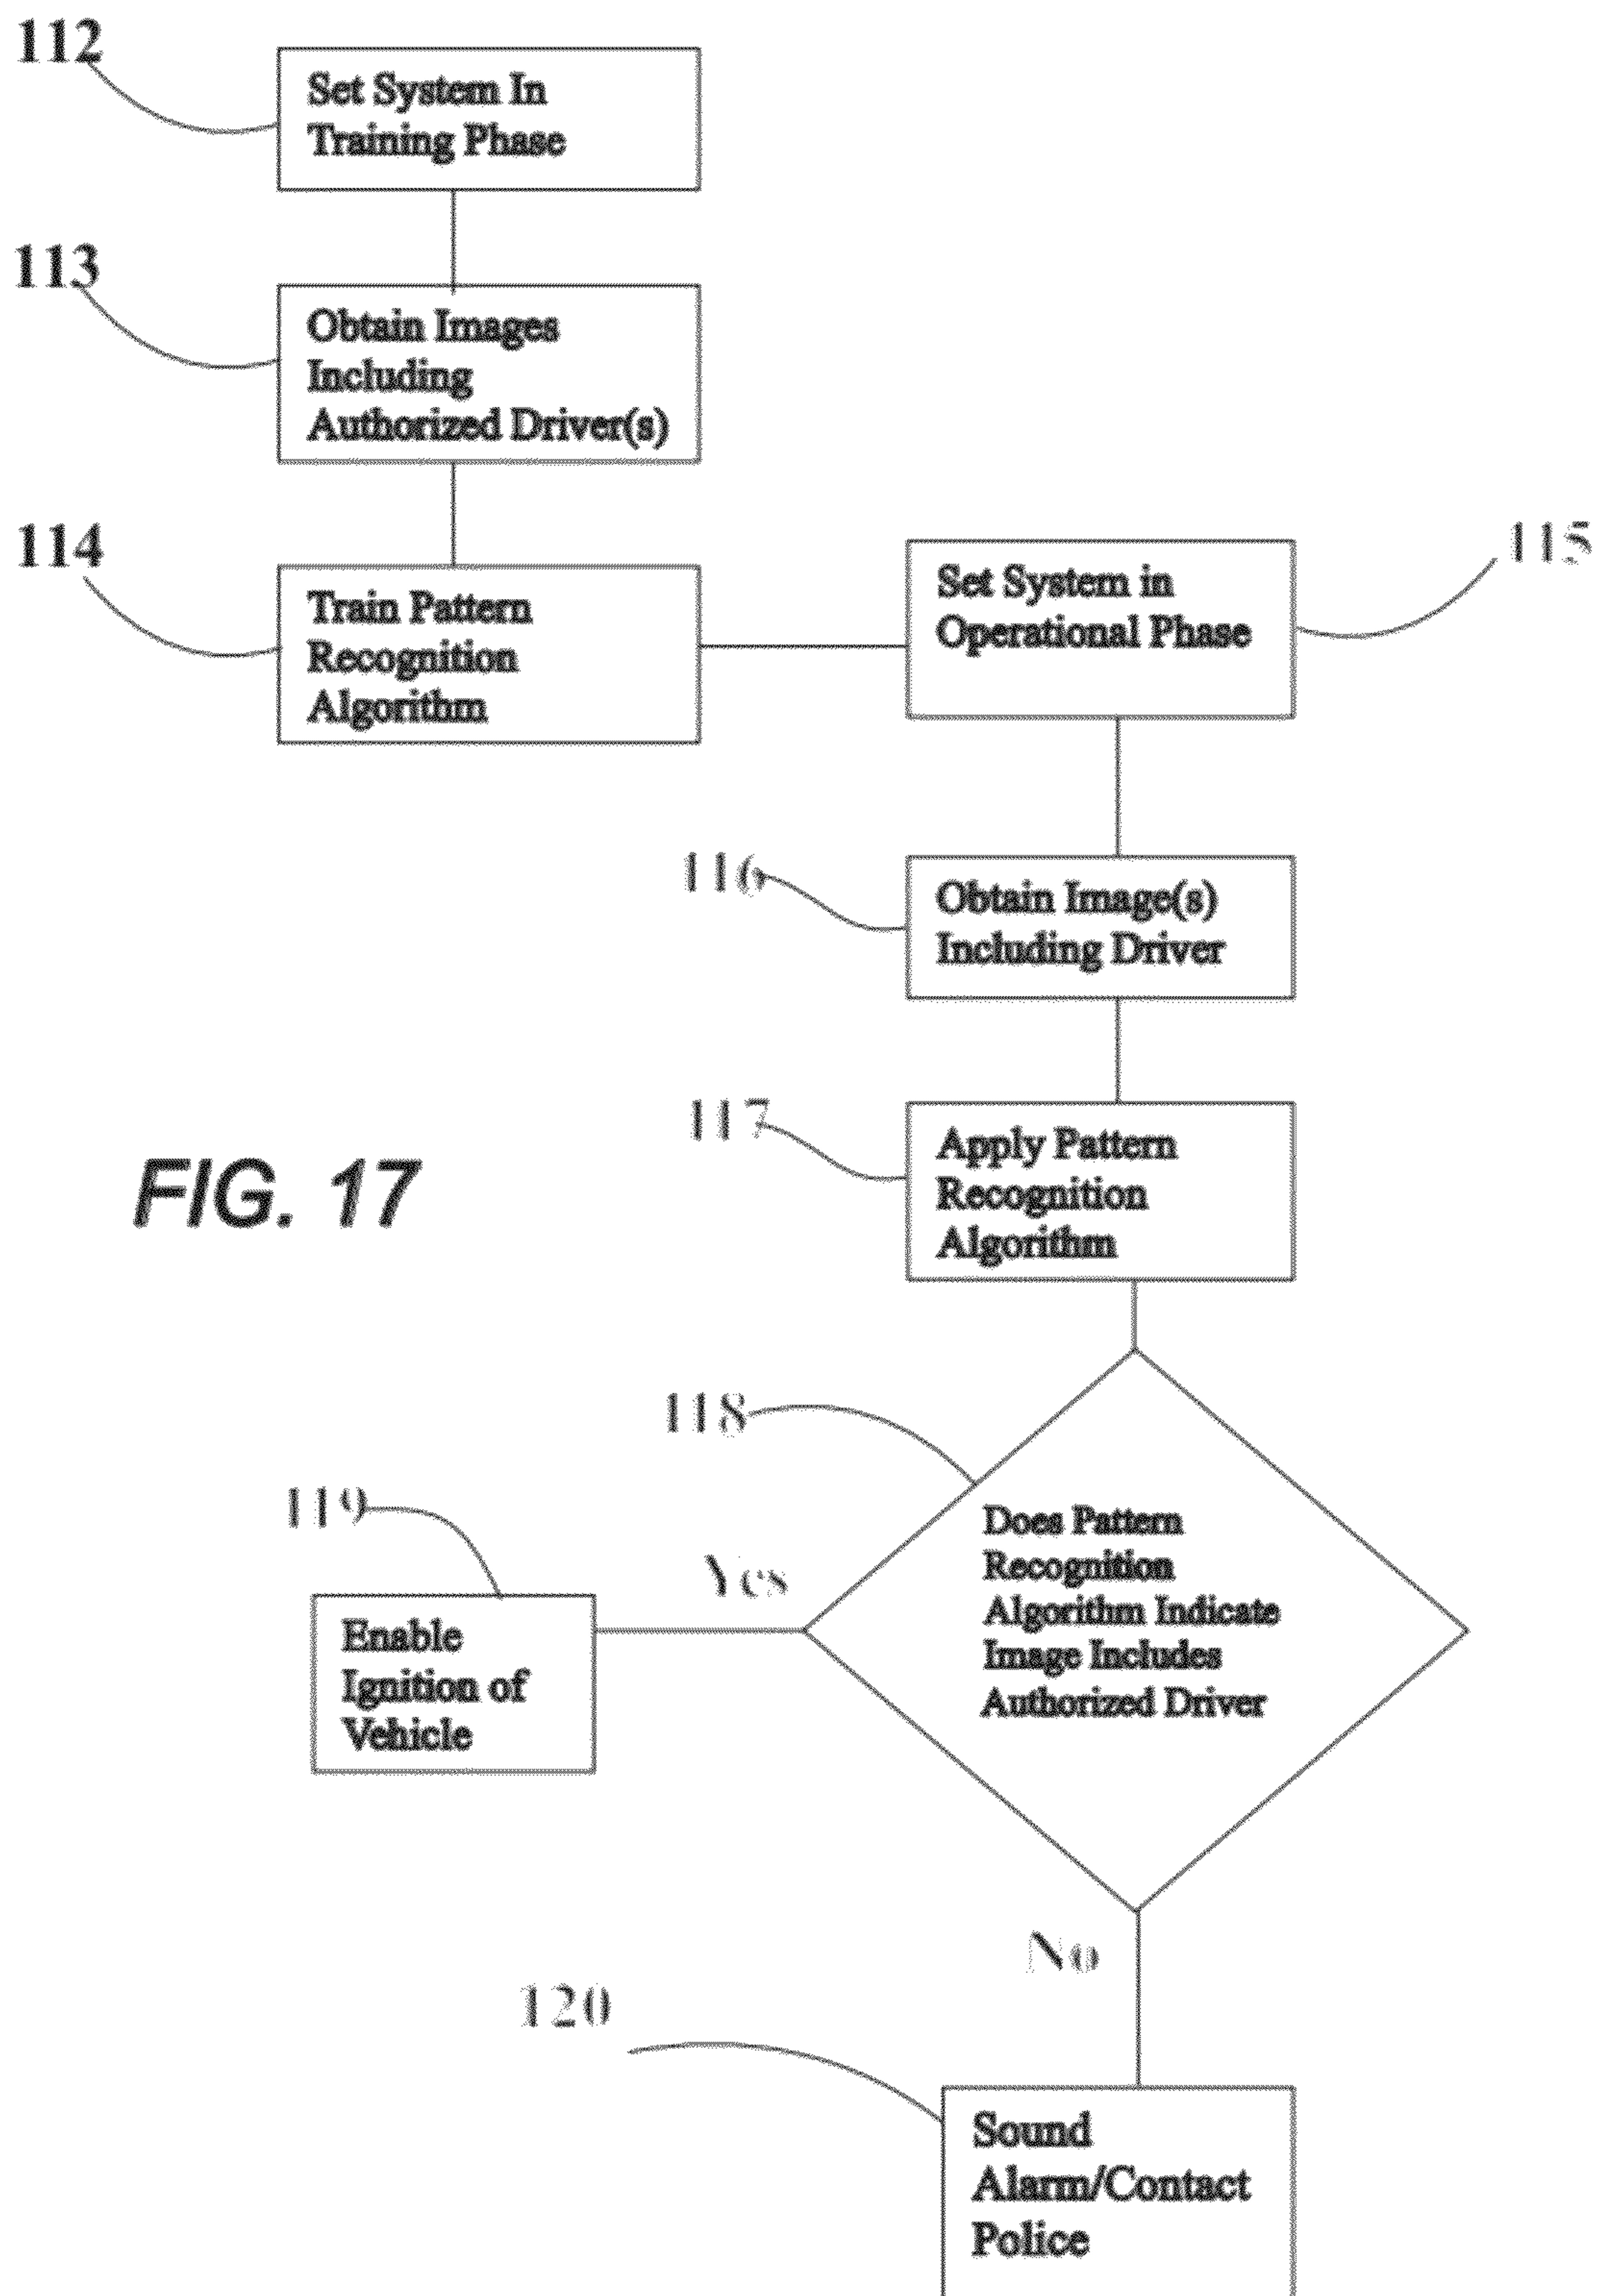 112
Set System In
Training Phase
113
Obtain Images
Including
Authorized Driver(s)
114
Train Pattern
Recognition
Algorithm
115
Set System in
Operational Phase
116
Obtain Image(s)
Including Driver
117
Apply Pattern
Recognition
Algorithm
FIG. 17
118
Does Pattern
Recognition
Algorithm Indicate
Image Includes
Authorized Driver
119
Yes
Enable
Ignition of
Vehicle
No
120
Sound
Alarm/Contact
Police